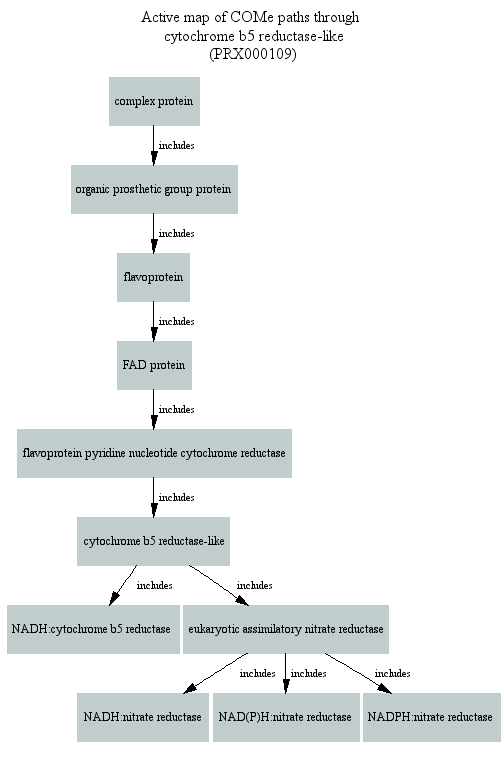 Active map of COMe paths through
cytochrome b5 reductase-like
(PRX000109)
complex protein
includes
organic prosthetic group protein
includes
flavoprotein
includes
FAD protein
includes
flavoprotein pyridine nucleotide cytochrome reductase
includes
cytochrome b5 reductase-like
includes includes
NADH:cytochrome b5 reductase eukaryotic assimilatory nitrate reductase
includes includes includes
NADH:nitrate reductase NAD(P)H:nitrate reductase NADPH:nitrate reductase